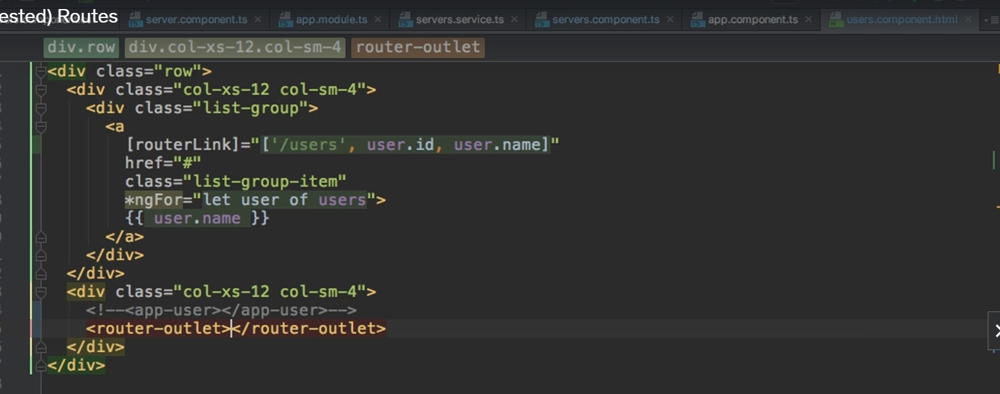 ested) Routes
server.component.ts × app.module.ts × servers.service.ts × servers.component.ts × app.component.ts × users.component.html ×
div.row div.col-xs-12.col-sm-4 router-outlet
<div class="row">
<div class="col-xs-12 col-sm-4">
<div class="list-group">
<a
[routerLink]="['/users', user.id, user.name]"
href="#"
class="list-group-item"
*ngFor="let user of users">
{{ user.name }}
</a>
</div>
</div>
<div class="col-xs-12 col-sm-4">
<!--<app-user></app-user>-->
<router-outlet></router-outlet>
</div>
</div>